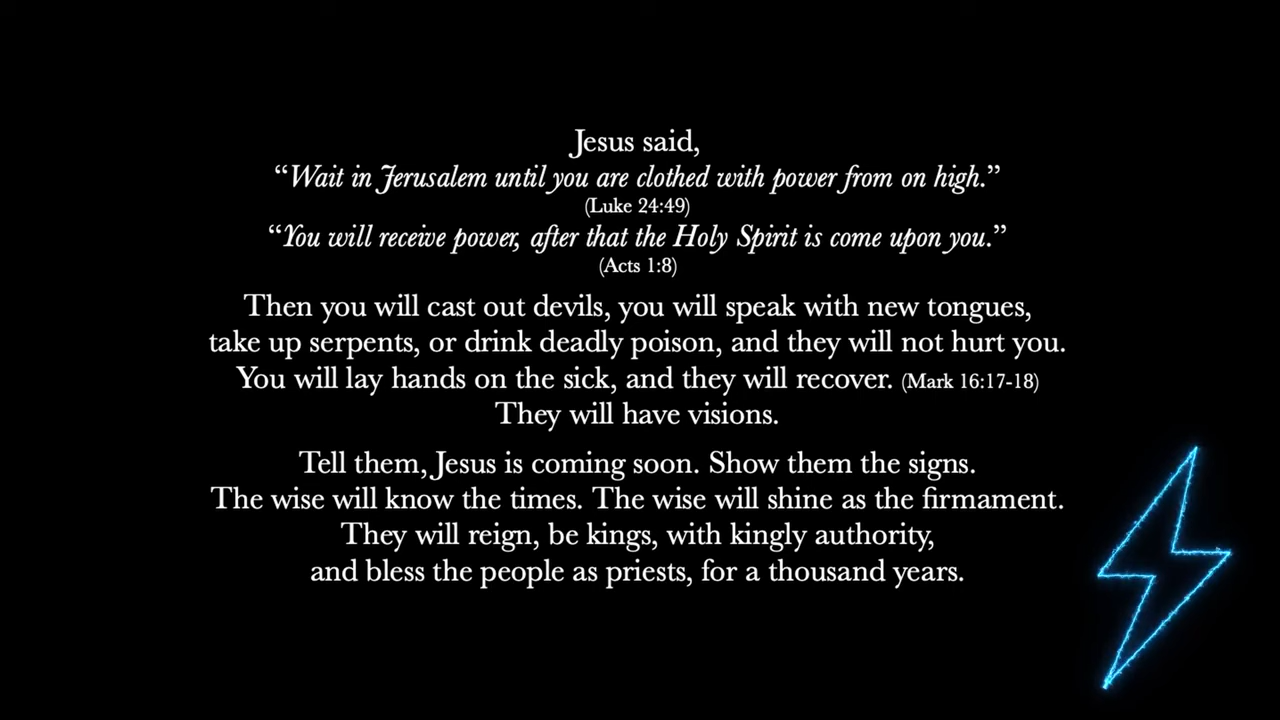 Jesus said,
“Wait in Jerusalem until you are clothed with power from on high.”
(Luke 24:49)
“You will receive power, after that the Holy Spirit is come upon you.”
(Acts 1:8)
Then you will cast out devils, you will speak with new tongues,
take up serpents, or drink deadly poison, and they will not hurt you.
You will lay hands on the sick, and they will recover. (Mark 16:17-18)
They will have visions.
Tell them, Jesus is coming soon. Show them the signs.
The wise will know the times. The wise will shine as the firmament.
They will reign, be kings, with kingly authority,
and bless the people as priests, for a thousand years.